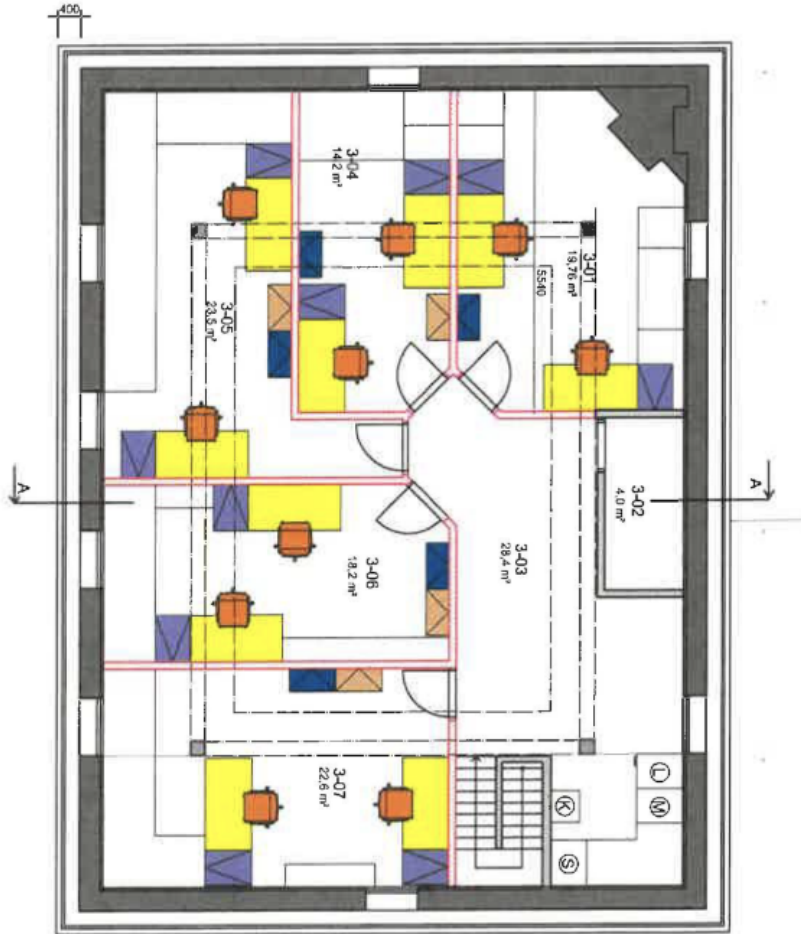 400
3-04
14,2 m²
3-01
19,76 m²
5540
3-05
23,5 m²
A
A
3-02
4,0 m²
3-03
28,4 m²
3-06
18,2 m²
3-07
22,6 m²
L
M
K
S